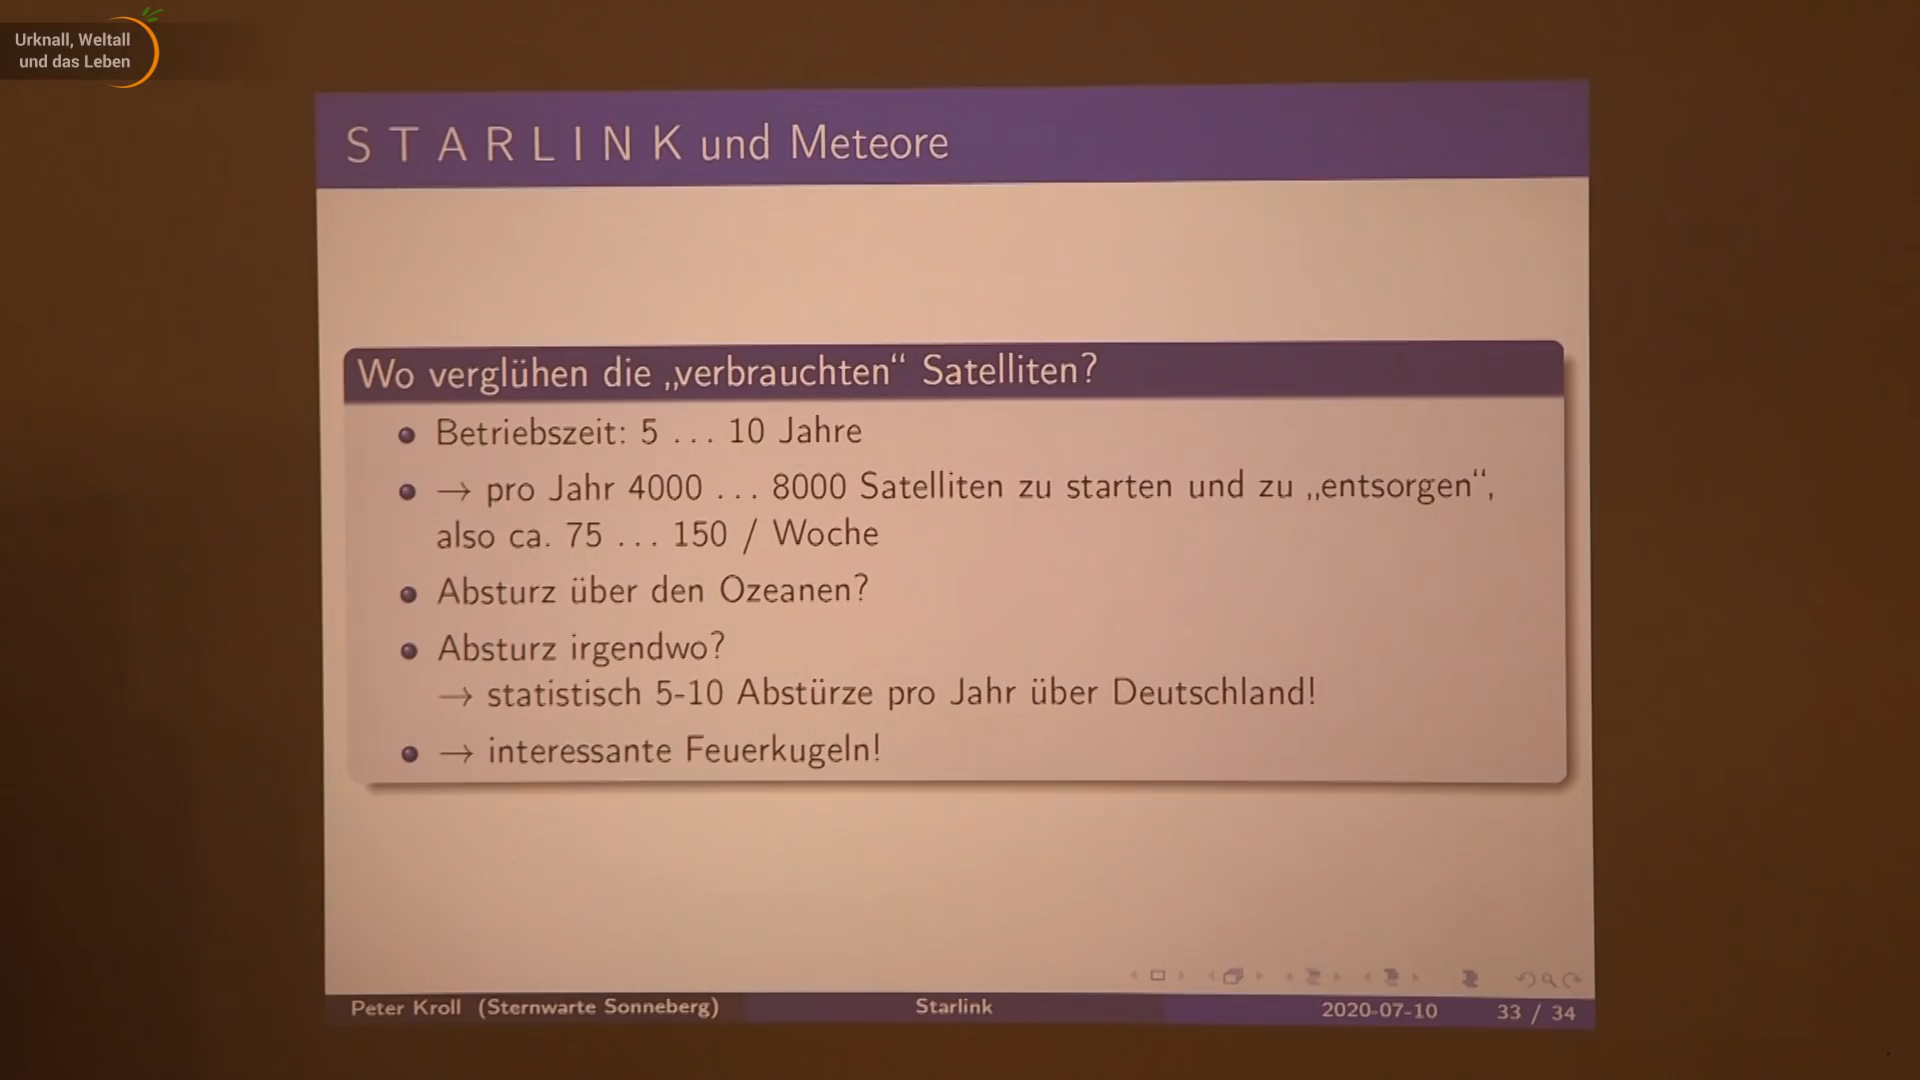 Urknall, Weltall
und das Leben
S T A R L I N K und Meteore
Wo verglühen die „verbrauchten“ Satelliten?
Betriebszeit: 5 . . . 10 Jahre
→ pro Jahr 4000 . . . 8000 Satelliten zu starten und zu „entsorgen“,
also ca. 75 . . . 150 / Woche
Absturz über den Ozeanen?
Absturz irgendwo?
→ statistisch 5-10 Abstürze pro Jahr über Deutschland!
→ interessante Feuerkugeln!
Peter Kroll (Sternwarte Sonneberg) Starlink 2020-07-10 33 / 34